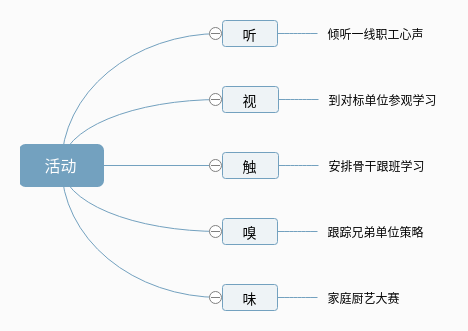 听
倾听一线职工心声
视
到对标单位参观学习
活动
触
安排骨干跟班学习
嗅
跟踪兄弟单位策略
味
家庭厨艺大赛